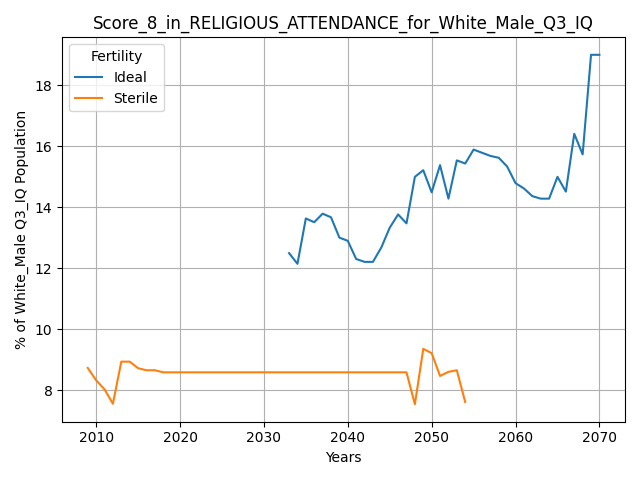 Score_8_in_RELIGIOUS_ATTENDANCE_for_White_Male_Q3_IQ
Fertility
Ideal
Sterile
% of White_Male Q3_IQ Population
18
16
14
12
10
8
2010 2020 2030 2040 2050 2060 2070
Years